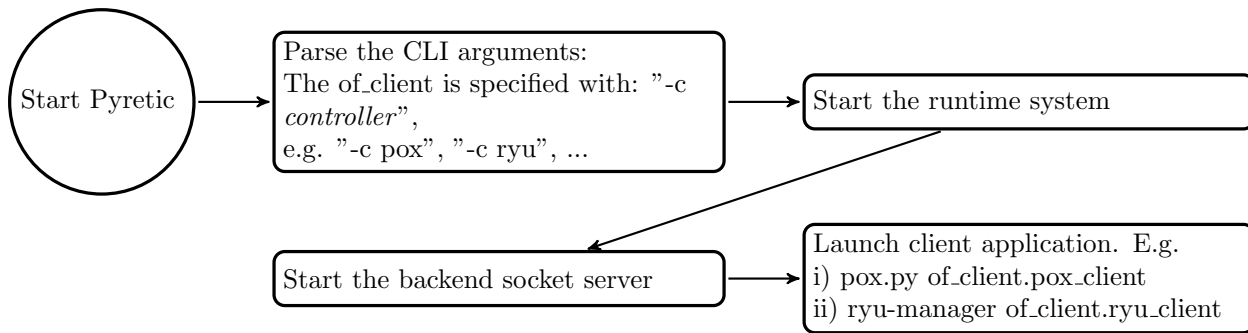 Start Pyretic
Parse the CLI arguments:
The of_client is specified with: ”-c
controller”,
e.g. ”-c pox”, ”-c ryu”, ...
Start the runtime system
Start the backend socket server
Launch client application. E.g.
i) pox.py of_client.pox_client
ii) ryu-manager of_client.ryu_client